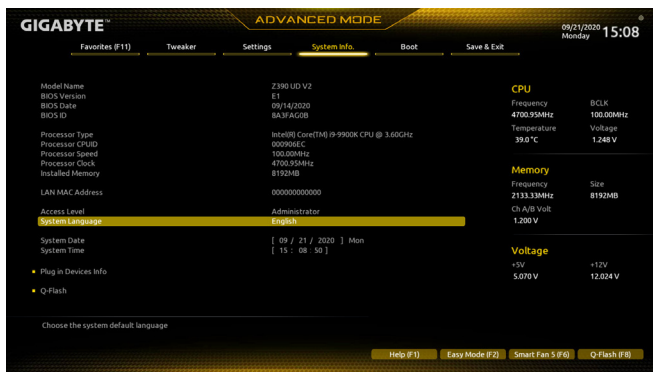 GIGABYTE™
ADVANCED MODE
09/21/2020 Monday 15:08
Favorites (F11) Tweaker Settings System Info. Boot Save & Exit
Model Name Z390 UD V2
BIOS Version E1
BIOS Date 09/14/2020
BIOS ID 8A3FAG0B
Processor Type Intel(R) Core(TM) i9-9900K CPU @ 3.60GHz
Processor CPUID 000906EC
Processor Speed 100.00MHz
Processor Clock 4700.95MHz
Installed Memory 8192MB
LAN MAC Address 000000000000
Access Level Administrator
System Language English
System Date [ 09 / 21 / 2020 ] Mon
System Time [ 15 : 08 : 50 ]
Plug in Devices Info
Q-Flash
Choose the system default language
CPU
Frequency BCLK
4700.95MHz 100.00MHz
Temperature Voltage
39.0 °C 1.248 V
Memory
Frequency Size
2133.33MHz 8192MB
Ch A/B Volt
1.200 V
Voltage
+5V +12V
5.070 V 12.024 V
Help (F1) Easy Mode (F2) Smart Fan 5 (F6) Q-Flash (F8)